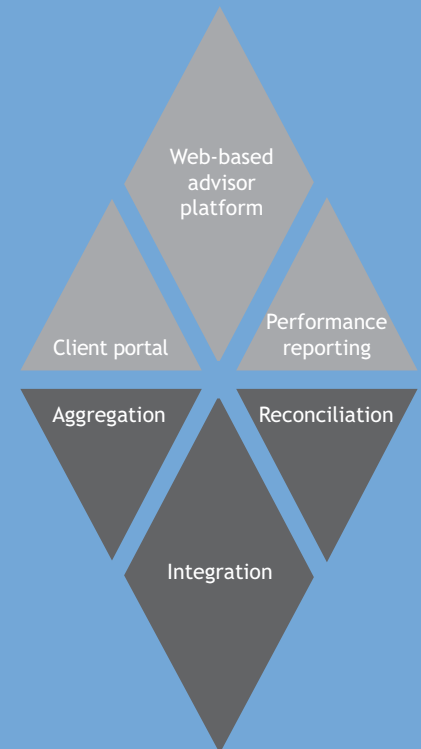 Web-based
advisor
platform
Client portal
Performance
reporting
Aggregation
Reconciliation
Integration